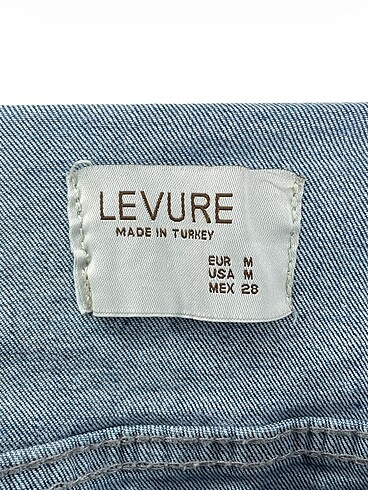 LEVURE
MADE IN TURKEY
EUR M
USA M
MEX 28